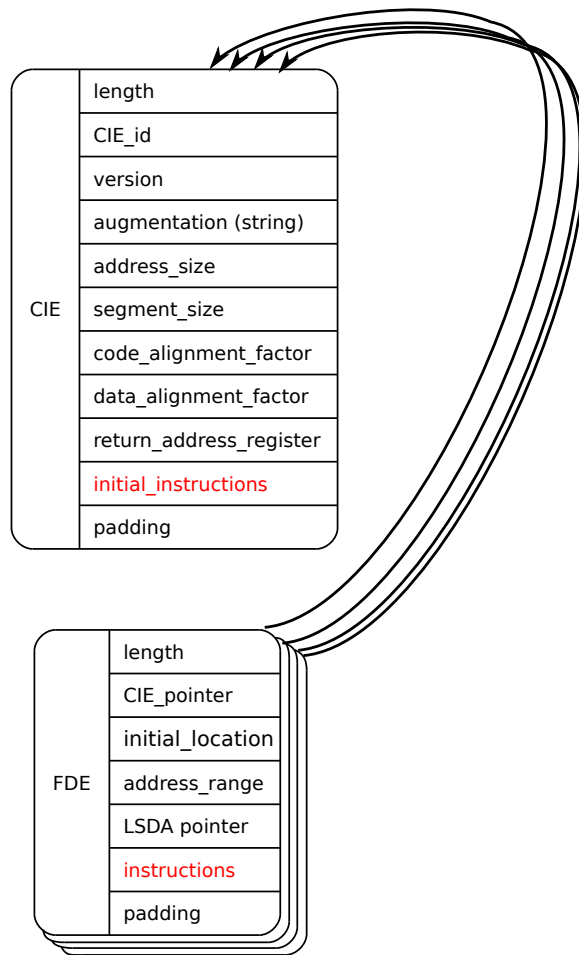 CIE
length
CIE_id
version
augmentation (string)
address_size
segment_size
code_alignment_factor
data_alignment_factor
return_address_register
initial_instructions
padding
FDE
length
CIE_pointer
initial_location
address_range
LSDA pointer
instructions
padding